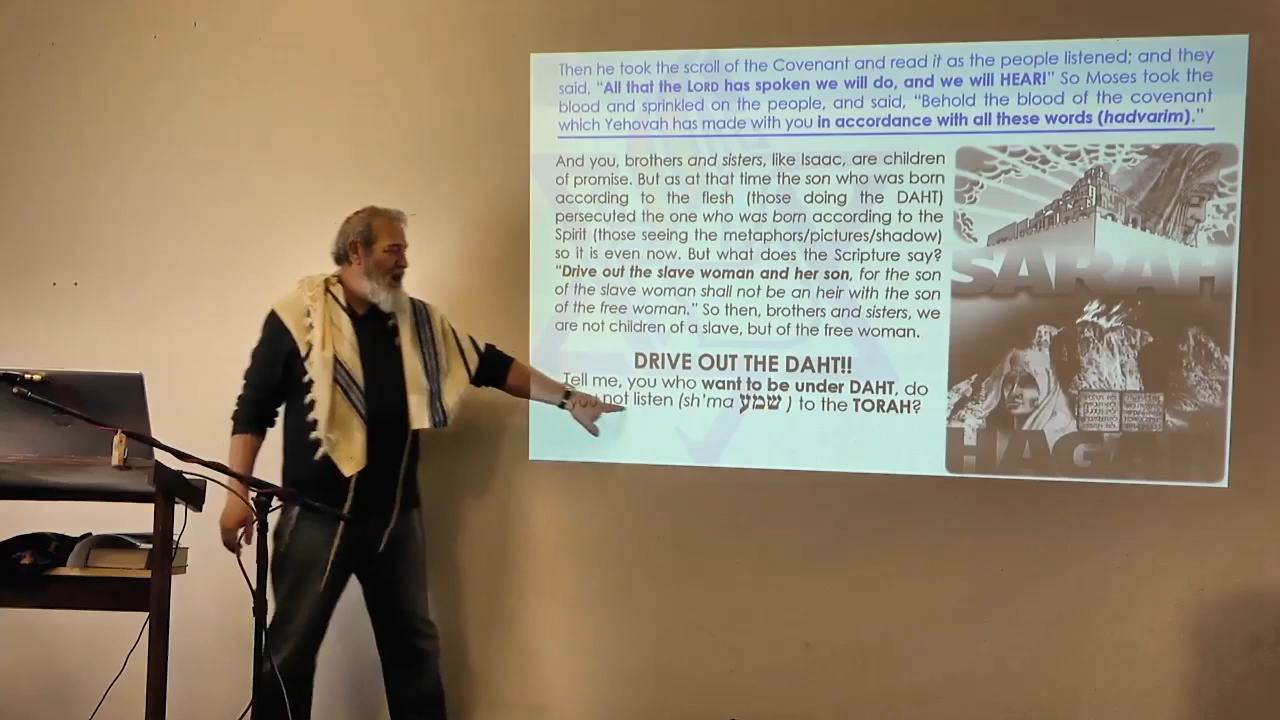 Then he took the scroll of the Covenant and read it as the people listened; and they
said, "All that the LORD has spoken we will do, and we will HEAR!" So Moses took the
blood and sprinkled on the people, and said, "Behold the blood of the covenant
which Yehovah has made with you in accordance with all these words (hadvarim)."
And you, brothers and sisters, like Isaac, are children
of promise. But as at that time the son who was born
according to the flesh (those doing the DAHT)
persecuted the one who was born according to the
Spirit (those seeing the metaphors/pictures/shadow)
so it is even now. But what does the Scripture say?
"Drive out the slave woman and her son, for the son
of the slave woman shall not be an heir with the son
of the free woman." So then, brothers and sisters, we
are not children of a slave, but of the free woman.
DRIVE OUT THE DAHT!!
Tell me, you who want to be under DAHT, do
you not listen (sh'ma שמע ) to the TORAH?
SARAH
HAGAR